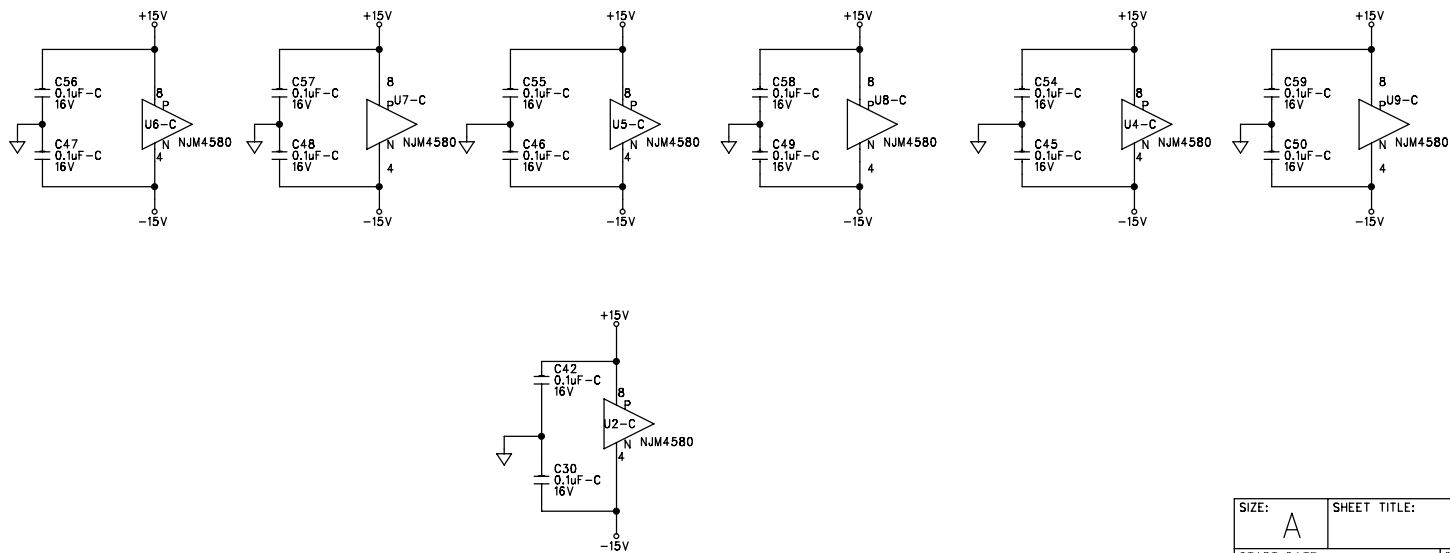 +15V
C56
0.1uF-C
16V
8
P
U6-C
N
NJM4580
4
C47
0.1uF-C
16V
-15V
+15V
C57
0.1uF-C
16V
8
P
U7-C
N
NJM4580
4
C48
0.1uF-C
16V
-15V
+15V
C55
0.1uF-C
16V
8
P
U5-C
N
NJM4580
4
C46
0.1uF-C
16V
-15V
+15V
C58
0.1uF-C
16V
8
P
U8-C
N
NJM4580
4
C49
0.1uF-C
16V
-15V
+15V
C54
0.1uF-C
16V
8
P
U4-C
N
NJM4580
4
C45
0.1uF-C
16V
-15V
+15V
C59
0.1uF-C
16V
8
P
U9-C
N
NJM4580
4
C50
0.1uF-C
16V
-15V
+15V
C42
0.1uF-C
16V
8
P
U2-C
N
NJM4580
4
C30
0.1uF-C
16V
-15V
SIZE:
A
SHEET TITLE: